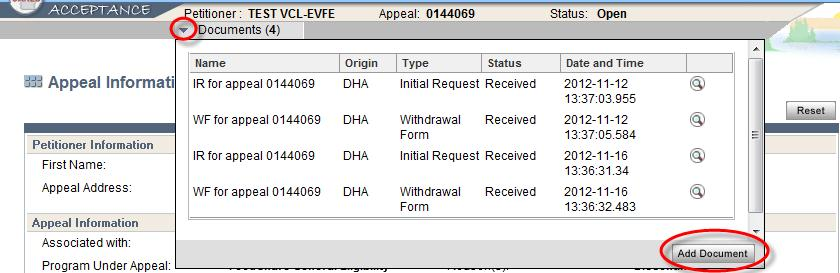 ACCEPTANCE Petitioner : TEST VCL-EVFE Appeal: 0144069 Status: Open
Documents (4)
Name Origin Type Status Date and Time
IR for appeal 0144069 DHA Initial Request Received 2012-11-12
13:37:03.955
WF for appeal 0144069 DHA Withdrawal Received 2012-11-12
Form 13:37:05.584
IR for appeal 0144069 DHA Initial Request Received 2012-11-16
13:36:31.34
WF for appeal 0144069 DHA Withdrawal Received 2012-11-16
Form 13:36:32.483
Add Document
Appeal Informati
Reset
Petitioner Information
First Name:
Appeal Address:
Appeal Information
Associated with:
Program Under Appeal: